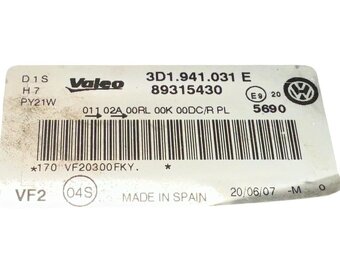 D1S
H7
PY21W
Valeo
3D1.941.031 E
89315430
E9 20
5690
011 02A 00RL 00K 00DC/R PL
*170 VF20300FKY. *
VF2
04S
MADE IN SPAIN
20/06/07 -M 0